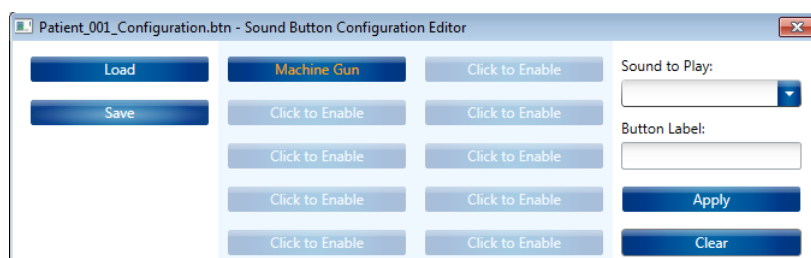 Patient_001_Configuration.btn - Sound Button Configuration Editor
Load
Save
Machine Gun
Click to Enable
Click to Enable
Click to Enable
Click to Enable
Click to Enable
Click to Enable
Click to Enable
Click to Enable
Click to Enable
Sound to Play:
Button Label:
Apply
Clear